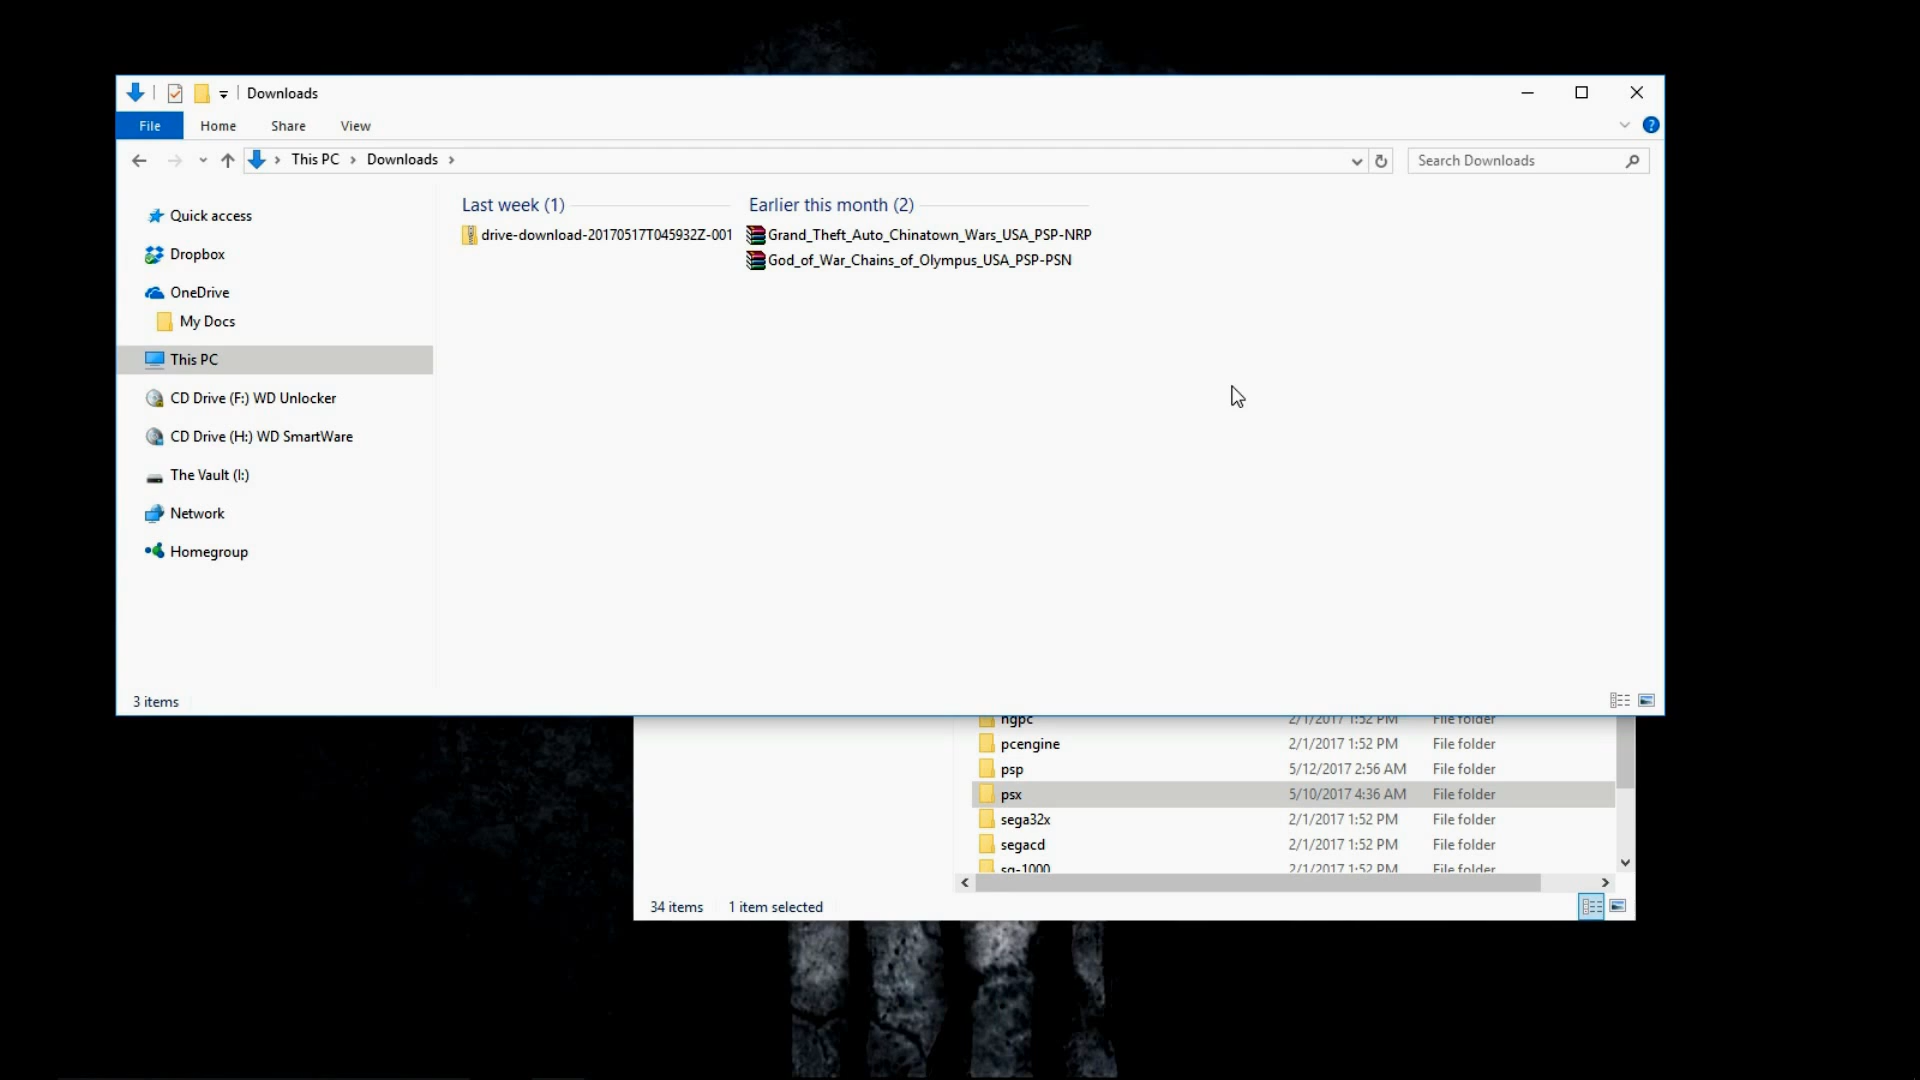 Downloads
File Home Share View
This PC Downloads
Search Downloads
Quick access
Dropbox
OneDrive
My Docs
This PC
CD Drive (F:) WD Unlocker
CD Drive (H:) WD SmartWare
The Vault (I:)
Network
Homegroup
Last week (1)
drive-download-20170517T045932Z-001
Earlier this month (2)
Grand_Theft_Auto_Chinatown_Wars_USA_PSP-NRP
God_of_War_Chains_of_Olympus_USA_PSP-PSN
3 items
ngpc 2/1/2017 1:52 PM File folder
pcengine 2/1/2017 1:52 PM File folder
psp 5/12/2017 2:56 AM File folder
psx 5/10/2017 4:36 AM File folder
sega32x 2/1/2017 1:52 PM File folder
segacd 2/1/2017 1:52 PM File folder
sg-1000 2/1/2017 1:52 PM File folder
34 items 1 item selected